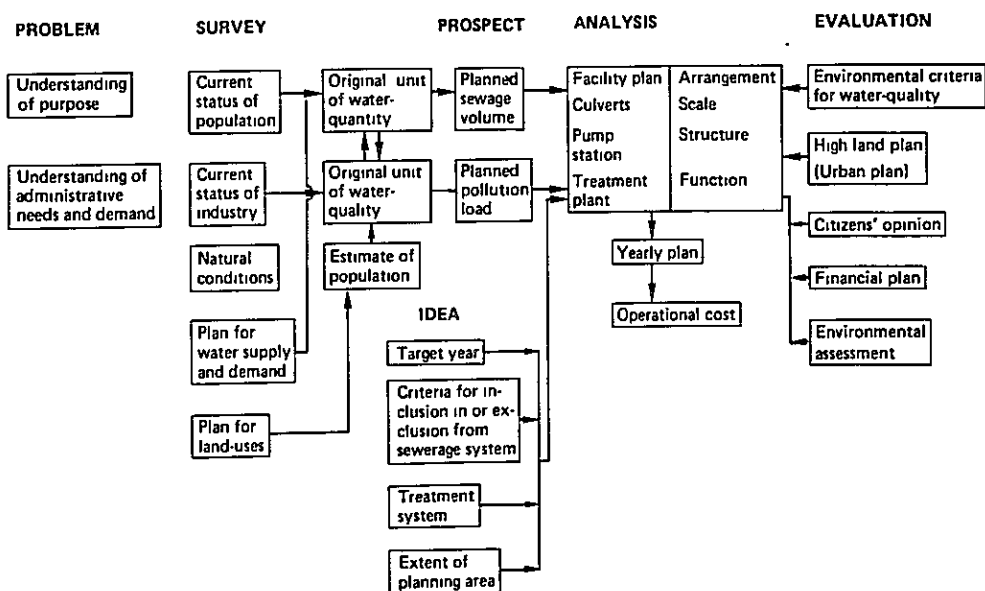 PROBLEM
Understanding
of purpose
Understanding of
administrative
needs and demand
SURVEY
Current
status of
population
Current
status of
industry
Natural
conditions
Plan for
water supply
and demand
Plan for
land-uses
Original unit
of water-
quantity
Original unit
of water-
quality
Estimate of
population
PROSPECT
Planned
sewage
volume
Planned
pollution
load
IDEA
Target year
Criteria for in-
clusion in or ex-
clusion from
sewerage system
Treatment
system
Extent of
planning area
ANALYSIS
Facility plan
Culverts
Pump
station
Treatment
plant
Arrangement
Scale
Structure
Function
Yearly plan
Operational cost
EVALUATION
Environmental criteria
for water-quality
High land plan
(Urban plan)
Citizens' opinion
Financial plan
Environmental
assessment